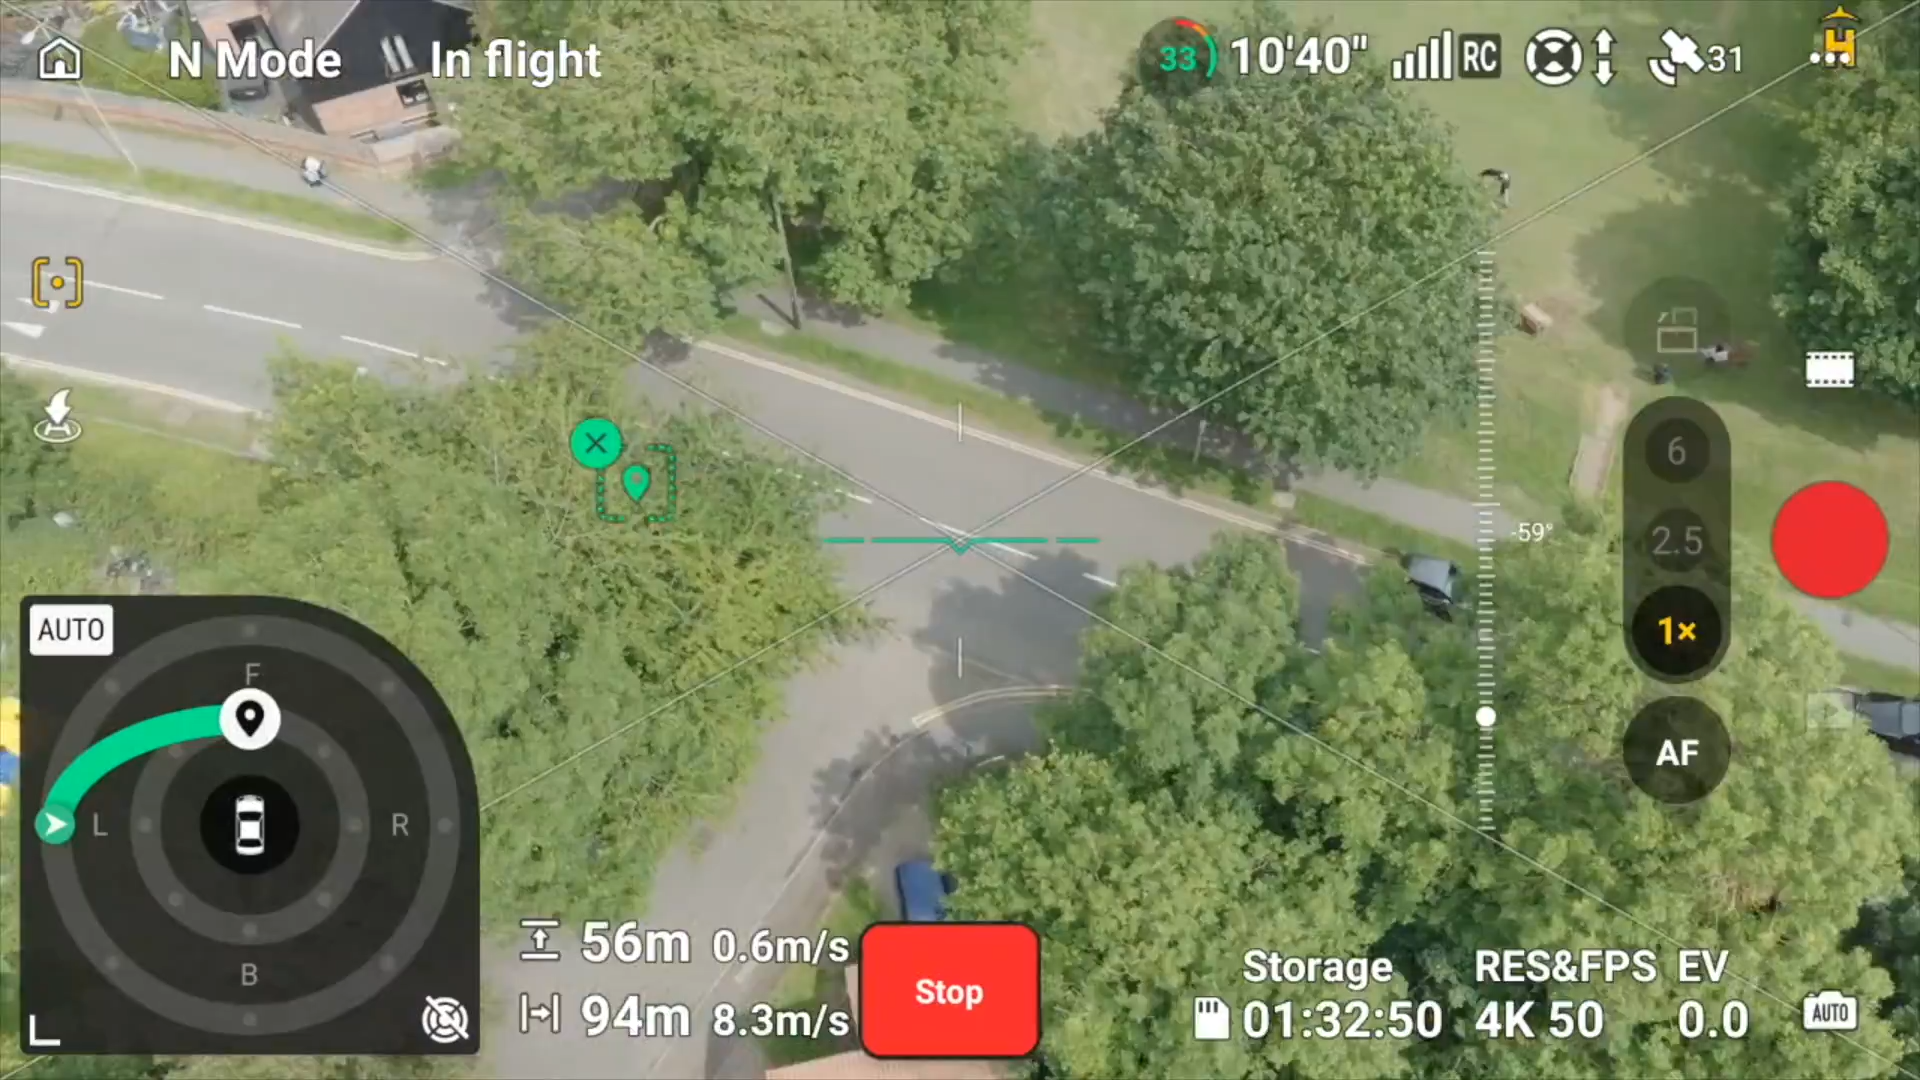 N Mode In flight
33 10'40" RC 31 H
6
-59°
2.5
1×
AUTO
F
AF
L R
B
56m 0.6m/s
94m 8.3m/s
Stop
Storage RES&FPS EV
01:32:50 4K 50 0.0
AUTO